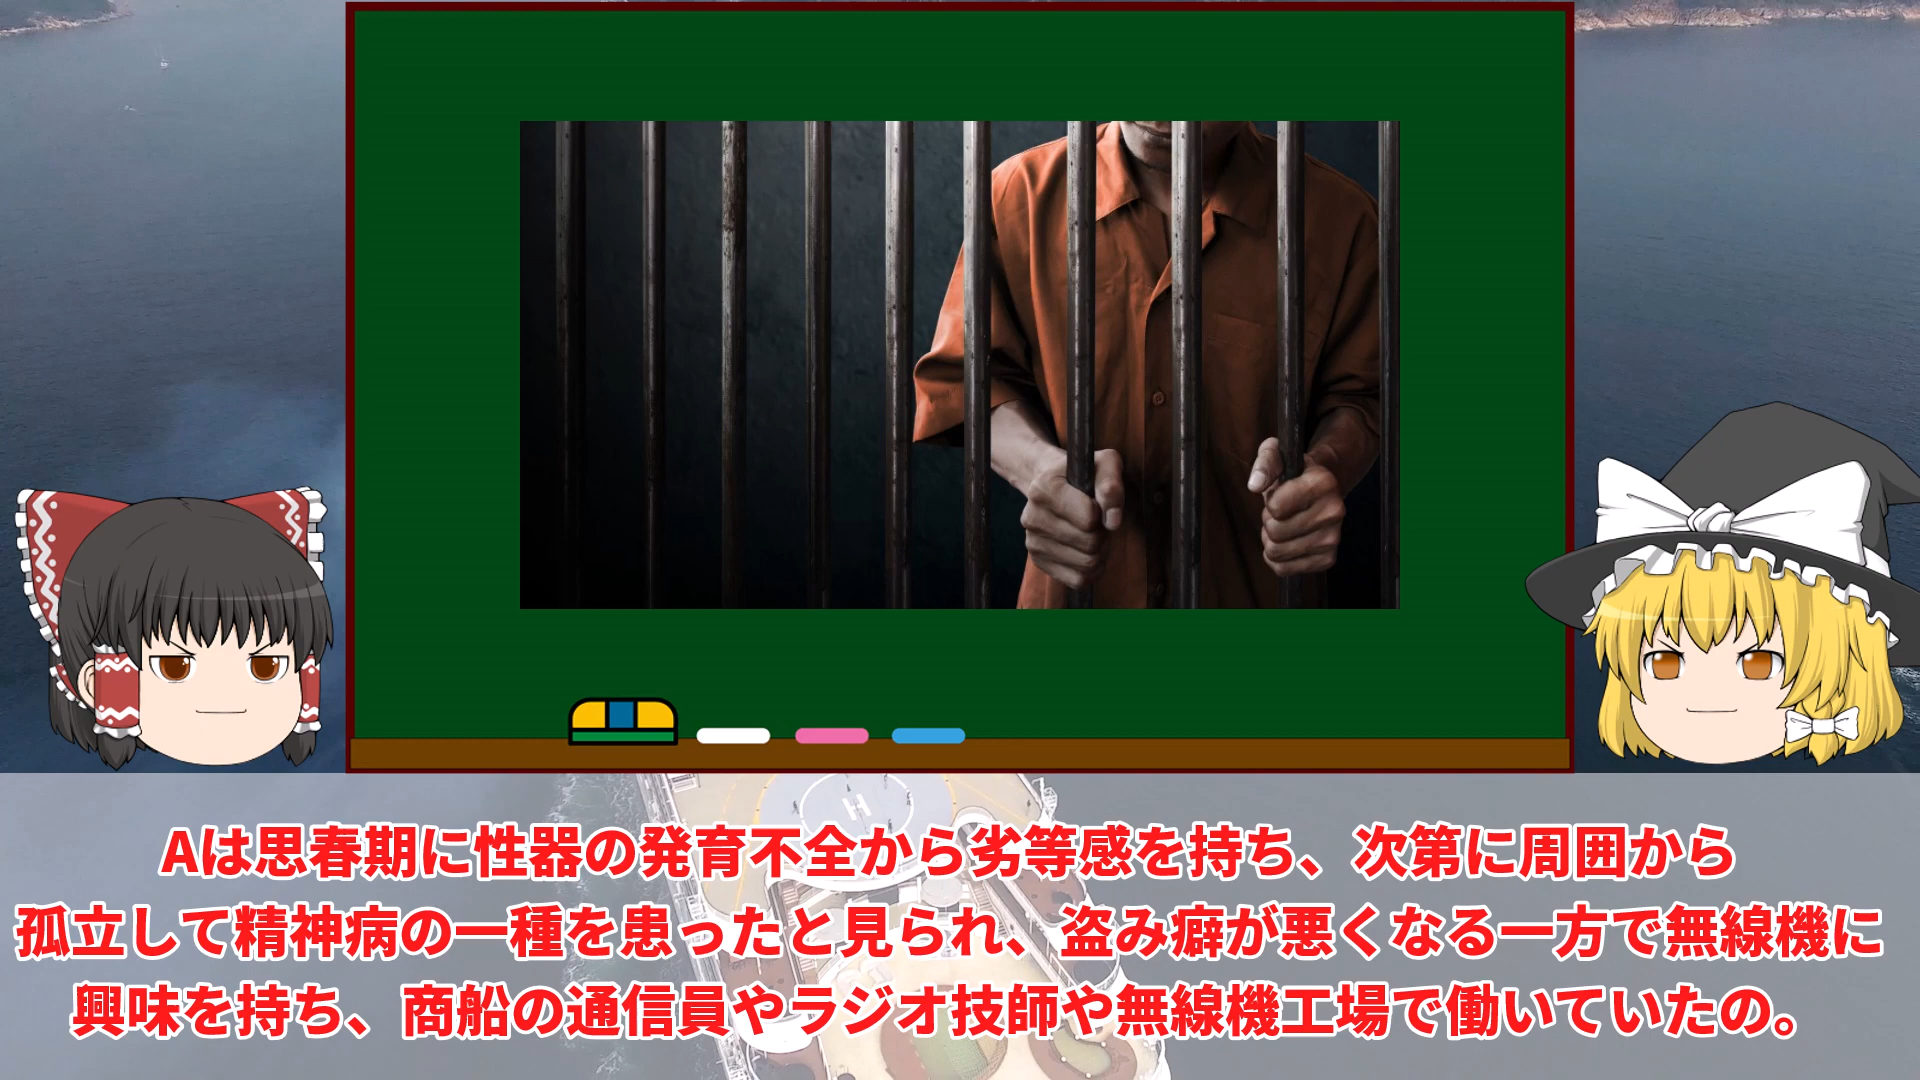 Aは思春期に性器の発育不全から劣等感を持ち、次第に周囲から
孤立して精神病の一種を患ったと見られ、盗み癖が悪くなる一方で無線機に
興味を持ち、商船の通信員やラジオ技師や無線機工場で働いていたの。
H